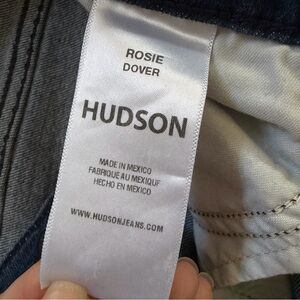 ROSIE
DOVER
HUDSON
MADE IN MEXICO
FABRIQUE AU MEXIQUE
HECHO EN MEXICO
WWW.HUDSONJEANS.COM